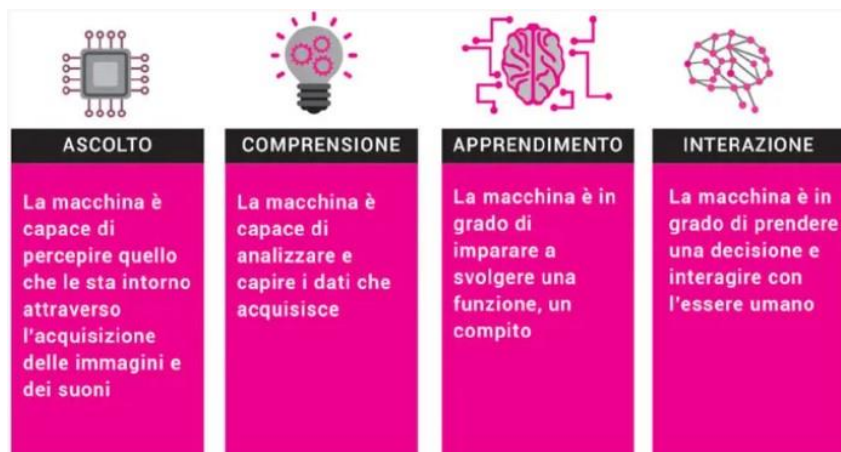 ASCOLTO
La macchina è
capace di
percepire quello
che le sta intorno
attraverso
l'acquisizione
delle immagini e
dei suoni
COMPRENSIONE
La macchina è
capace di
analizzare e
capire i dati che
acquisisce
APPRENDIMENTO
La macchina è in
grado di
imparare a
svolgere una
funzione, un
compito
INTERAZIONE
La macchina è in
grado di prendere
una decisione e
interagire con
l'essere umano